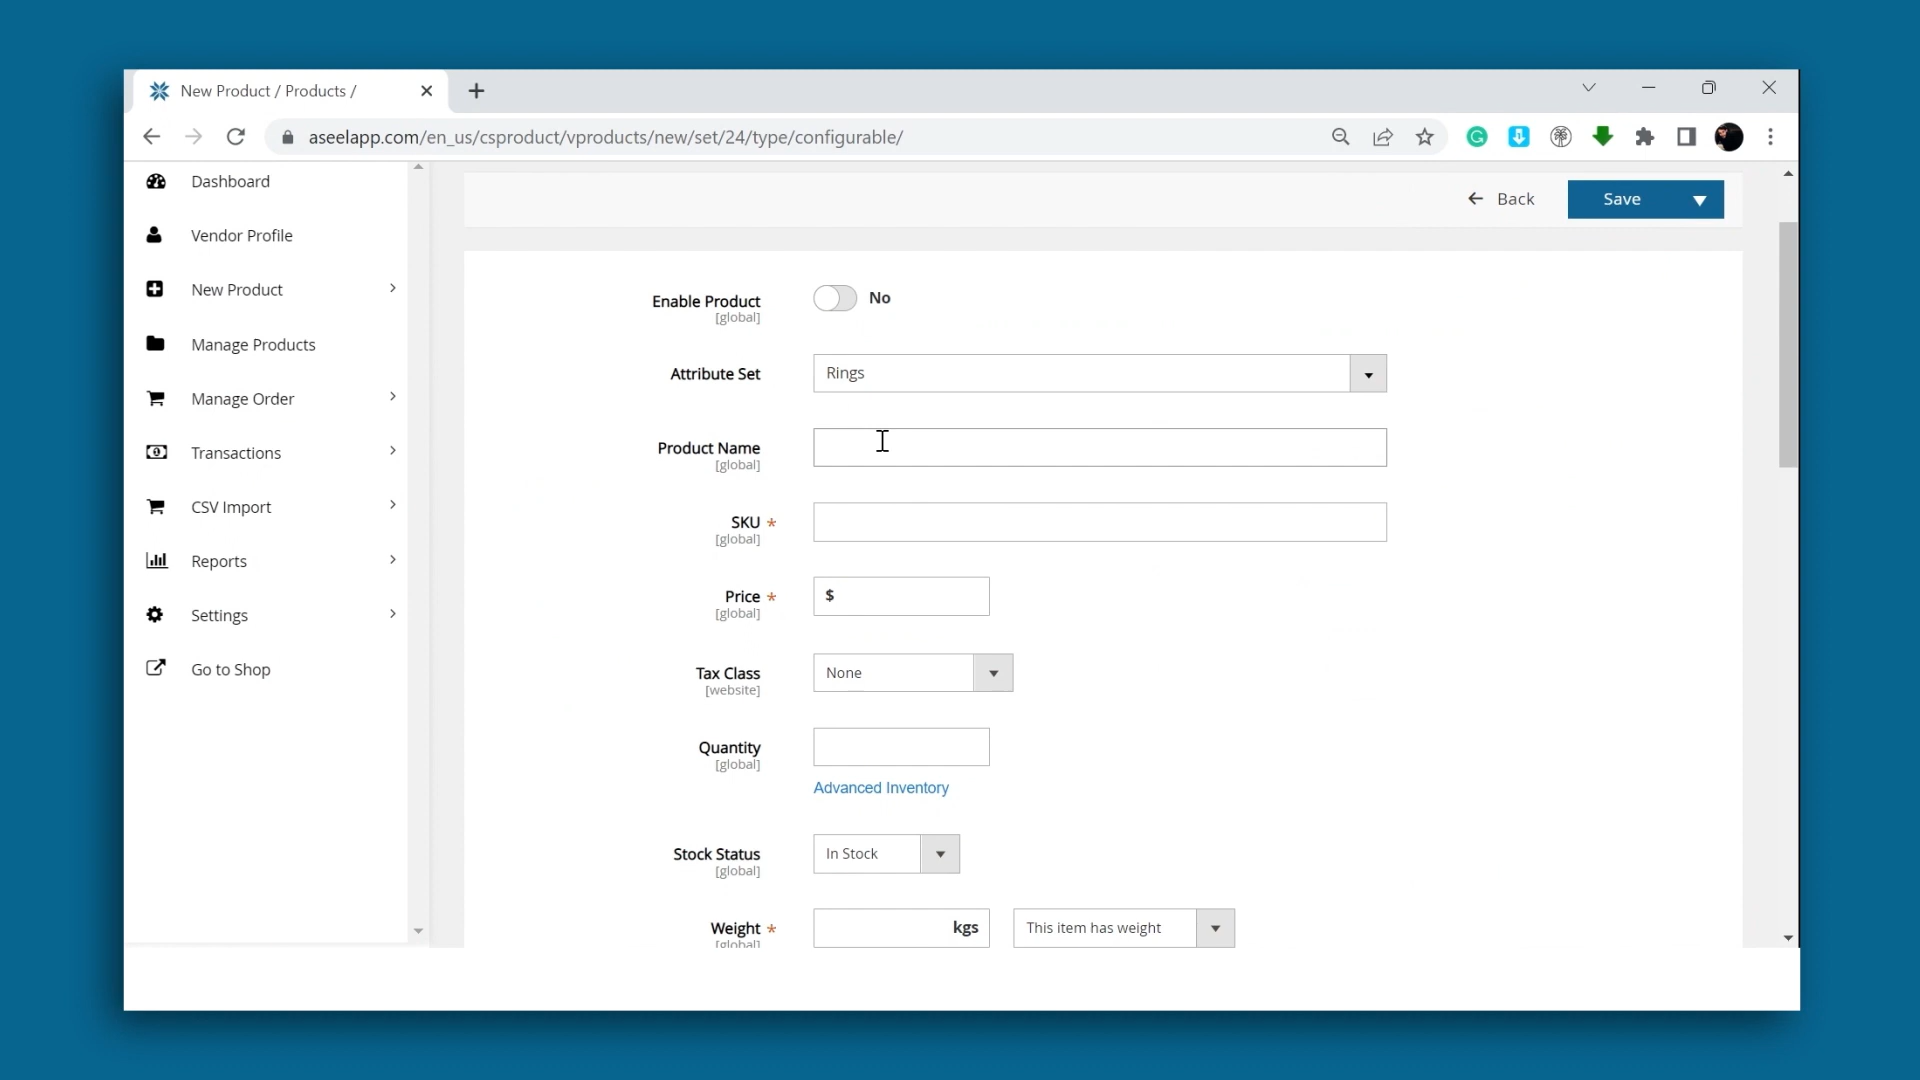 New Product / Products /
aseelapp.com/en_us/csproduct/vproducts/new/set/24/type/configurable/
Dashboard
Vendor Profile
New Product
Manage Products
Manage Order
Transactions
CSV Import
Reports
Settings
Go to Shop
Back
Save
Enable Product
[global]
No
Attribute Set
Rings
Product Name
[global]
SKU *
[global]
Price *
[global]
$
Tax Class
[website]
None
Quantity
[global]
Advanced Inventory
Stock Status
[global]
In Stock
Weight *
[global]
kgs
This item has weight